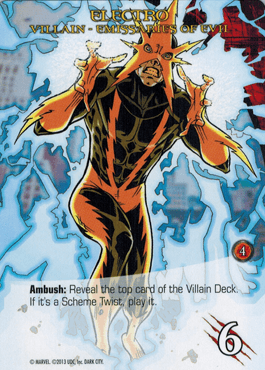 ELECTRO
VILLAIN - EMISSARIES OF EVIL
4
Ambush: Reveal the top card of the Villain Deck.
If it's a Scheme Twist, play it.
6
© MARVEL. ©2013 UDC, Inc. DARK CITY.